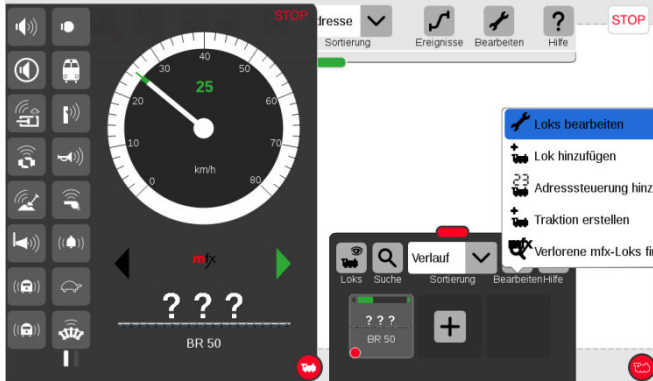 STOP
40
30
50
25
20
60
10
70
km/h
0
80
mfx
? ? ?
BR 50
dresse
Sortierung
Ereignisse
Bearbeiten
?
Hilfe
STOP
Loks bearbeiten
Lok hinzufügen
23
Adresssteuerung hinz
Traktion erstellen
mfx
Verlorene mfx-Loks fi
Loks
Suche
Verlauf
Sortierung
Bearbeiten
Hilfe
? ? ?
BR 50